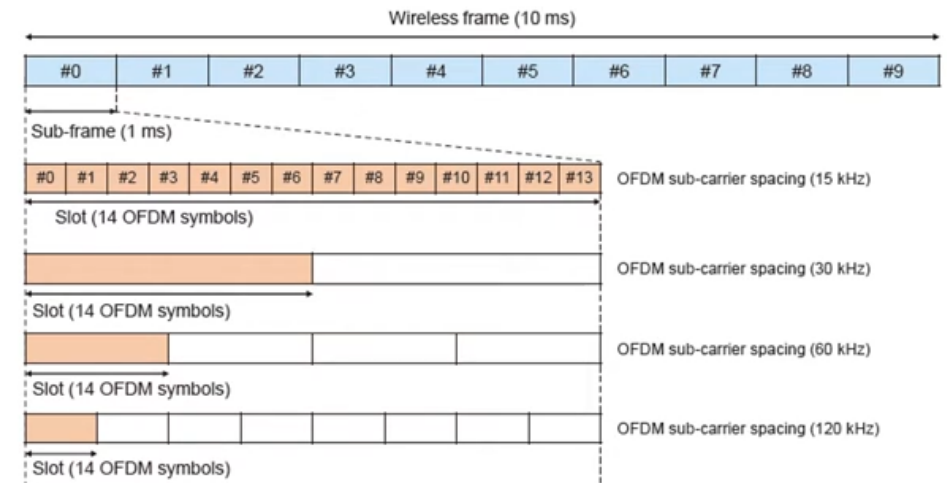 Wireless frame (10 ms)
#0 #1 #2 #3 #4 #5 #6 #7 #8 #9
Sub-frame (1 ms)
#0 #1 #2 #3 #4 #5 #6 #7 #8 #9 #10 #11 #12 #13 OFDM sub-carrier spacing (15 kHz)
Slot (14 OFDM symbols)
OFDM sub-carrier spacing (30 kHz)
Slot (14 OFDM symbols)
OFDM sub-carrier spacing (60 kHz)
Slot (14 OFDM symbols)
OFDM sub-carrier spacing (120 kHz)
Slot (14 OFDM symbols)